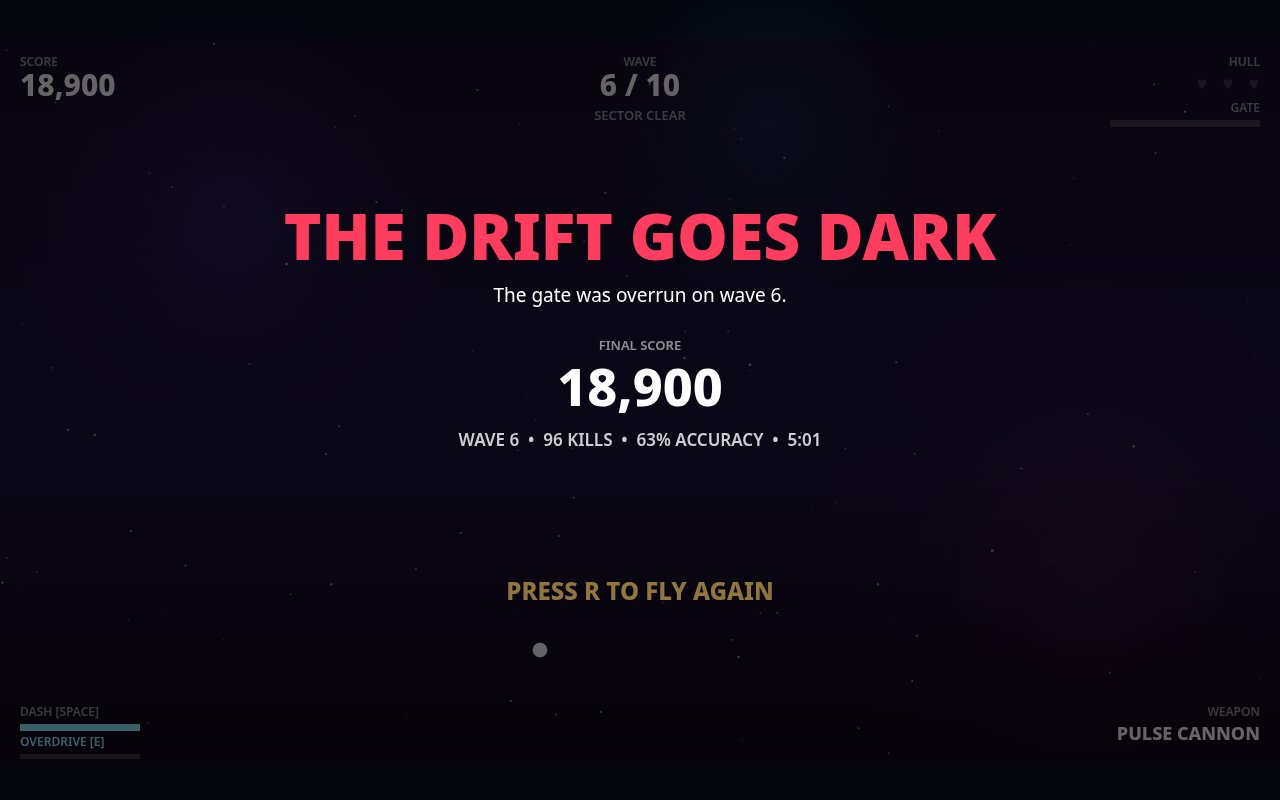 SCORE
18,900
WAVE
6 / 10
SECTOR CLEAR
HULL
GATE
THE DRIFT GOES DARK
The gate was overrun on wave 6.
FINAL SCORE
18,900
WAVE 6 • 96 KILLS • 63% ACCURACY • 5:01
PRESS R TO FLY AGAIN
DASH [SPACE]
OVERDRIVE [E]
WEAPON
PULSE CANNON